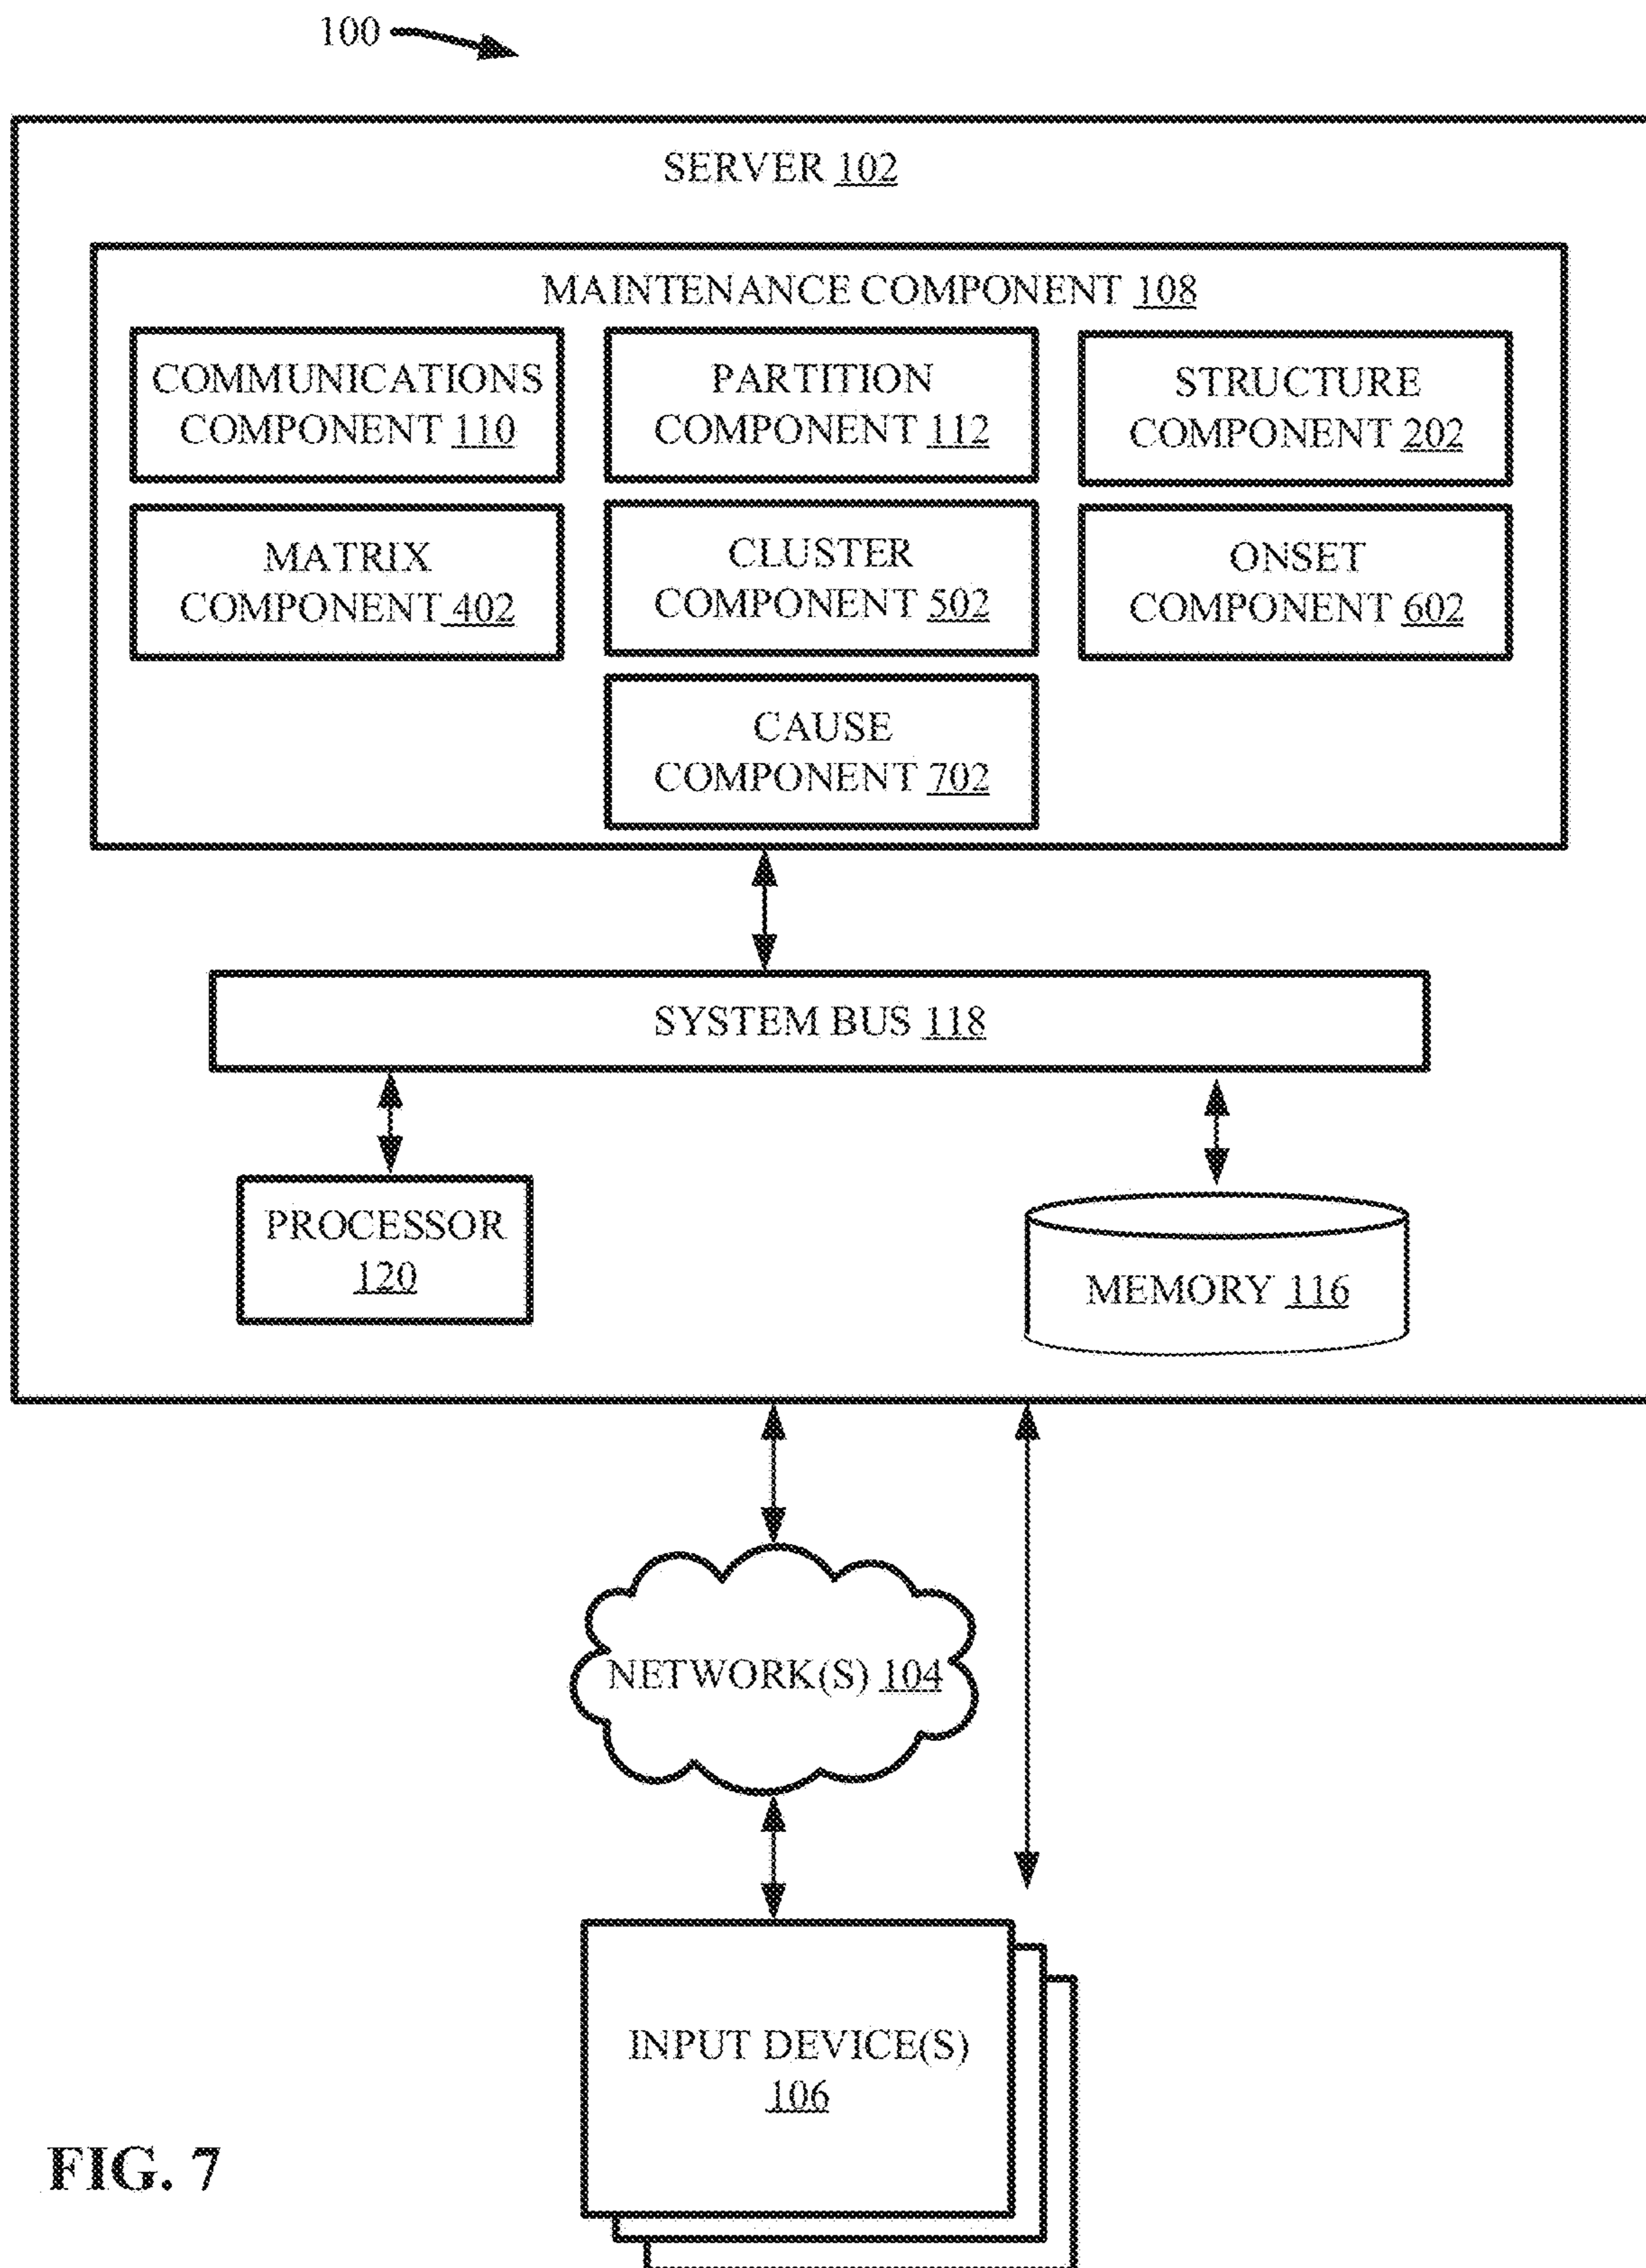 100
SERVER 102
MAINTENANCE COMPONENT 108
COMMUNICATIONS
COMPONENT 110
PARTITION
COMPONENT 112
STRUCTURE
COMPONENT 202
MATRIX
COMPONENT 402
CLUSTER
COMPONENT 502
ONSET
COMPONENT 602
CAUSE
COMPONENT 702
SYSTEM BUS 118
PROCESSOR
120
MEMORY 116
NETWORK(S) 104
INPUT DEVICE(S)
106
FIG. 7